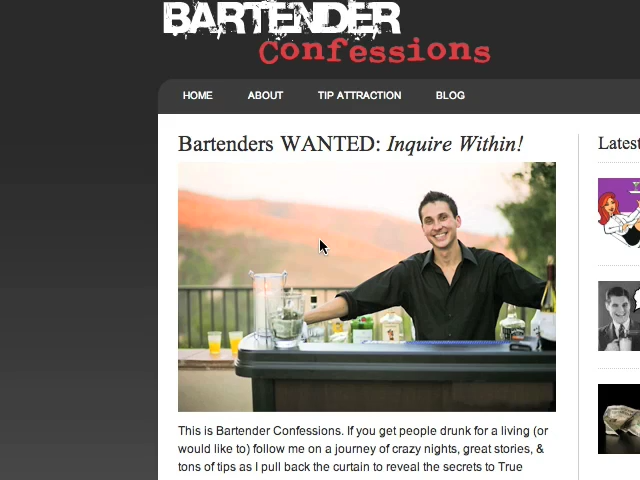 BARTENDER
Confessions
HOME
ABOUT
TIP ATTRACTION
BLOG
Bartenders WANTED: Inquire Within!
Latest
This is Bartender Confessions. If you get people drunk for a living (or
would like to) follow me on a journey of crazy nights, great stories, &
tons of tips as I pull back the curtain to reveal the secrets to True